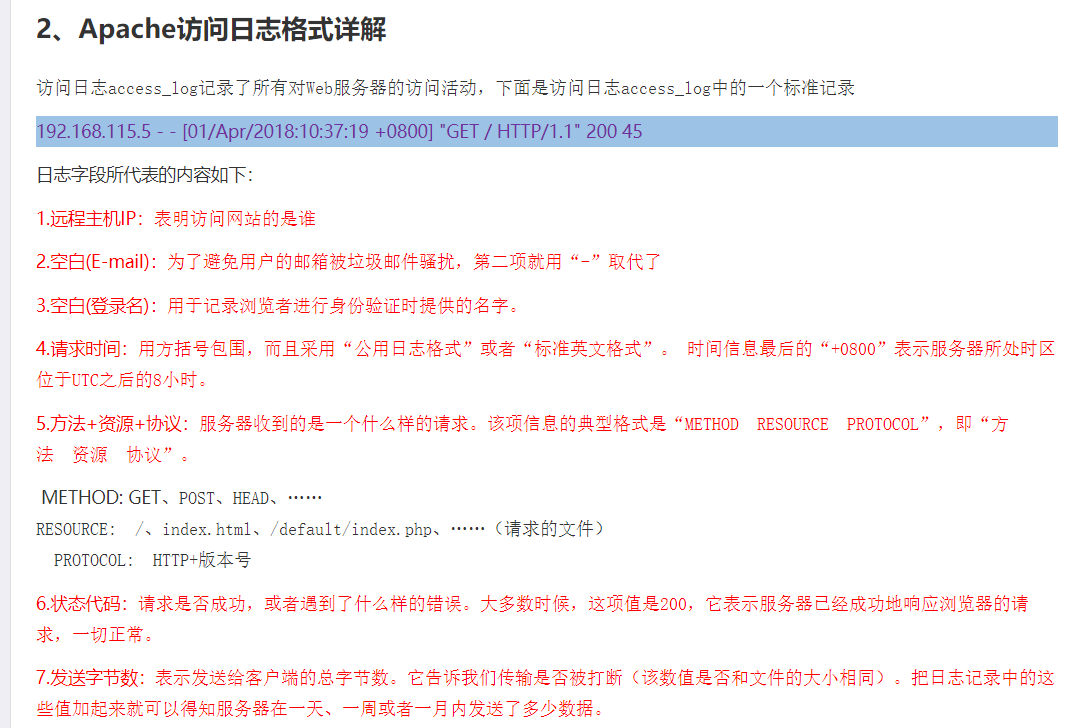 2、Apache访问日志格式详解
访问日志access_log记录了所有对Web服务器的访问活动，下面是访问日志access_log中的一个标准记录
192.168.115.5 - - [01/Apr/2018:10:37:19 +0800] "GET / HTTP/1.1" 200 45
日志字段所代表的内容如下：
1.远程主机IP：表明访问网站的是谁
2.空白(E-mail)：为了避免用户的邮箱被垃圾邮件骚扰，第二项就用“-”取代了
3.空白(登录名)：用于记录浏览者进行身份验证时提供的名字。
4.请求时间：用方括号包围，而且采用“公用日志格式”或者“标准英文格式”。 时间信息最后的“+0800”表示服务器所处时区
位于UTC之后的8小时。
5.方法+资源+协议：服务器收到的是一个什么样的请求。该项信息的典型格式是“METHOD  RESOURCE  PROTOCOL”，即“方
法  资源  协议”。
METHOD: GET、POST、HEAD、……
RESOURCE:  /、index.html、/default/index.php、……（请求的文件）
PROTOCOL:  HTTP+版本号
6.状态代码：请求是否成功，或者遇到了什么样的错误。大多数时候，这项值是200，它表示服务器已经成功地响应浏览器的请
求，一切正常。
7.发送字节数：表示发送给客户端的总字节数。它告诉我们传输是否被打断（该数值是否和文件的大小相同）。把日志记录中的这
些值加起来就可以得知服务器在一天、一周或者一月内发送了多少数据。